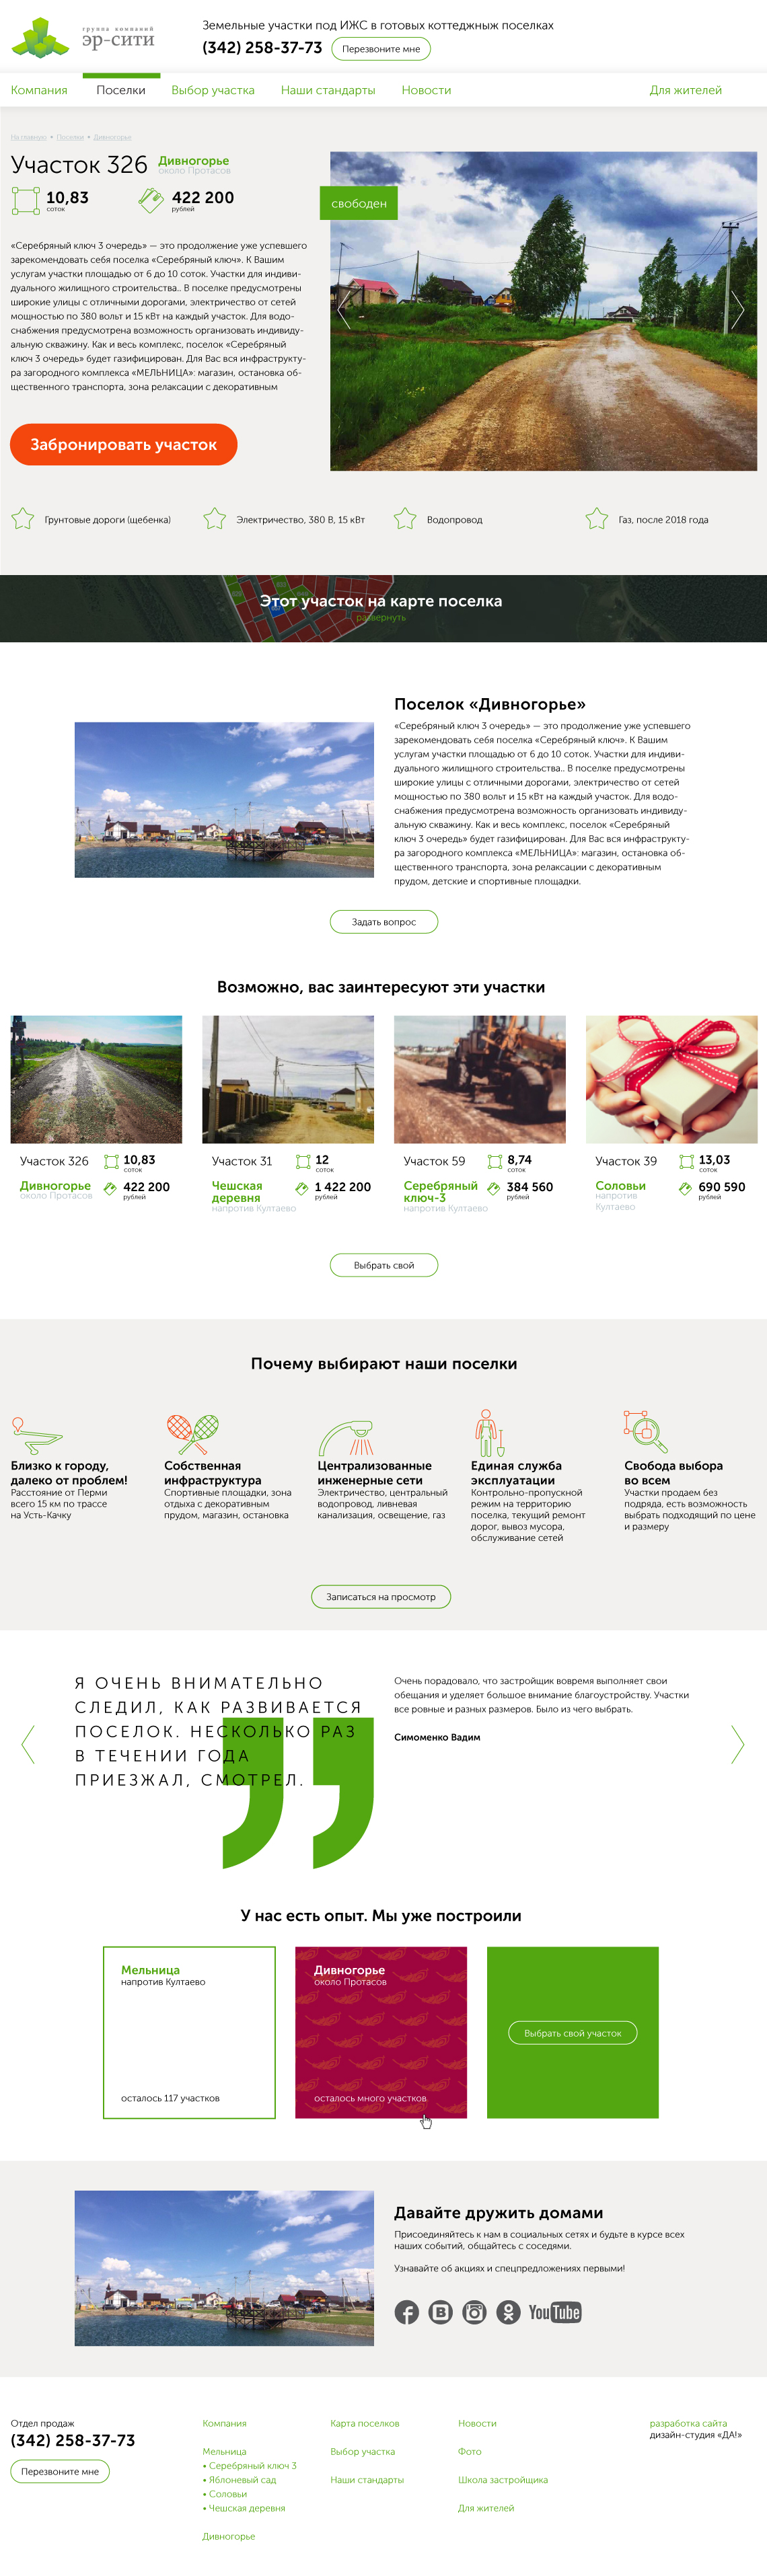 группа компаний
эр-сити
Земельные участки под ИЖС в готовых коттеджных поселках
(342) 258-37-73
Перезвоните мне
Компания
Поселки
Выбор участка
Наши стандарты
Новости
Для жителей
На главную • Поселки • Дивногорье
Участок 326
Дивногорье
около Протасов
10,83
соток
422 200
рублей
свободен
«Серебряный ключ 3 очередь» — это продолжение уже успевшего
зарекомендовать себя поселка «Серебряный ключ». К Вашим
услугам участки площадью от 6 до 10 соток. Участки для индиви-
дуального жилищного строительства.. В поселке предусмотрены
широкие улицы с отличными дорогами, электричество от сетей
мощностью по 380 вольт и 15 кВт на каждый участок. Для водо-
снабжения предусмотрена возможность организовать индивиду-
альную скважину. Как и весь комплекс, поселок «Серебряный
ключ 3 очередь» будет газифицирован. Для Вас вся инфраструкту-
ра загородного комплекса «МЕЛЬНИЦА»: магазин, остановка об-
щественного транспорта, зона релаксации с декоративным
Забронировать участок
Грунтовые дороги (щебенка)
Электричество, 380 В, 15 кВт
Водопровод
Газ, после 2018 года
Этот участок на карте поселка
развернуть
Поселок «Дивногорье»
«Серебряный ключ 3 очередь» — это продолжение уже успевшего
зарекомендовать себя поселка «Серебряный ключ». К Вашим
услугам участки площадью от 6 до 10 соток. Участки для индиви-
дуального жилищного строительства.. В поселке предусмотрены
широкие улицы с отличными дорогами, электричество от сетей
мощностью по 380 вольт и 15 кВт на каждый участок. Для водо-
снабжения предусмотрена возможность организовать индивиду-
альную скважину. Как и весь комплекс, поселок «Серебряный
ключ 3 очередь» будет газифицирован. Для Вас вся инфраструкту-
ра загородного комплекса «МЕЛЬНИЦА»: магазин, остановка об-
щественного транспорта, зона релаксации с декоративным
прудом, детские и спортивные площадки.
Задать вопрос
Возможно, вас заинтересуют эти участки
Участок 326
10,83
соток
Дивногорье
около Протасов
422 200
рублей
Участок 31
12
соток
Чешская
деревня
напротив Култаево
1 422 200
рублей
Участок 59
8,74
соток
Серебряный
ключ-3
напротив Култаево
384 560
рублей
Участок 39
13,03
соток
Соловьи
напротив
Култаево
690 590
рублей
Выбрать свой
Почему выбирают наши поселки
Близко к городу,
далеко от проблем!
Расстояние от Перми
всего 15 км по трассе
на Усть-Качку
Собственная
инфраструктура
Спортивные площадки, зона
отдыха с декоративным
прудом, магазин, остановка
Централизованные
инженерные сети
Электричество, центральный
водопровод, ливневая
канализация, освещение, газ
Единая служба
эксплуатации
Контрольно-пропускной
режим на территорию
поселка, текущий ремонт
дорог, вывоз мусора,
обслуживание сетей
Свобода выбора
во всем
Участки продаем без
подряда, есть возможность
выбрать подходящий по цене
и размеру
Записаться на просмотр
Я ОЧЕНЬ ВНИМАТЕЛЬНО
СЛЕДИЛ, КАК РАЗВИВАЕТСЯ
ПОСЕЛОК. НЕСКОЛЬКО РАЗ
В ТЕЧЕНИИ ГОДА
ПРИЕЗЖАЛ, СМОТРЕЛ.
Очень порадовало, что застройщик вовремя выполняет свои
обещания и уделяет большое внимание благоустройству. Участки
все ровные и разных размеров. Было из чего выбрать.
Симоменко Вадим
У нас есть опыт. Мы уже построили
Мельница
напротив Култаево
осталось 117 участков
Дивногорье
около Протасов
осталось много участков
Выбрать свой участок
Давайте дружить домами
Присоединяйтесь к нам в социальных сетях и будьте в курсе всех
наших событий, общайтесь с соседями.
Узнавайте об акциях и спецпредложениях первыми!
YouTube
Отдел продаж
(342) 258-37-73
Перезвоните мне
Компания
Мельница
• Серебряный ключ 3
• Яблоневый сад
• Соловьи
• Чешская деревня
Дивногорье
Карта поселков
Выбор участка
Наши стандарты
Новости
Фото
Школа застройщика
Для жителей
разработка сайта
дизайн-студия «ДА!»